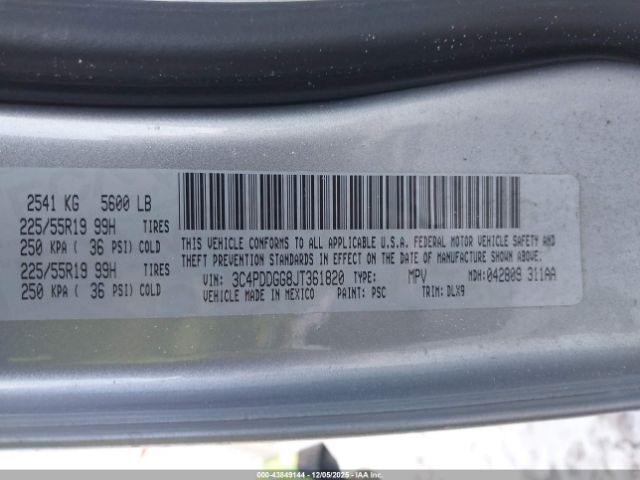 2541 KG 5600 LB
225/55R19 99H TIRES
250 KPA ( 36 PSI) COLD
225/55R19 99H TIRES
250 KPA ( 36 PSI) COLD
THIS VEHICLE CONFORMS TO ALL APPLICABLE U.S.A. FEDERAL MOTOR VEHICLE SAFETY AND
THEFT PREVENTION STANDARDS IN EFFECT ON THE DATE OF MANUFACTURE SHOWN ABOVE.
VIN: 3C4PDDGG8JT361820 TYPE: MPV MDH: 042809 311AA
VEHICLE MADE IN MEXICO PAINT: PSC TRIM: DLX9
000-43849144 - 12/05/2025 - IAA Inc.